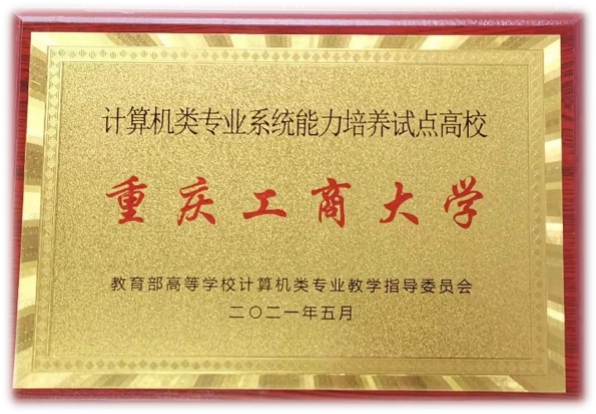 计算机类专业系统能力培养试点高校
重庆工商大学
教育部高等学校计算机类专业教学指导委员会
二〇二一年五月